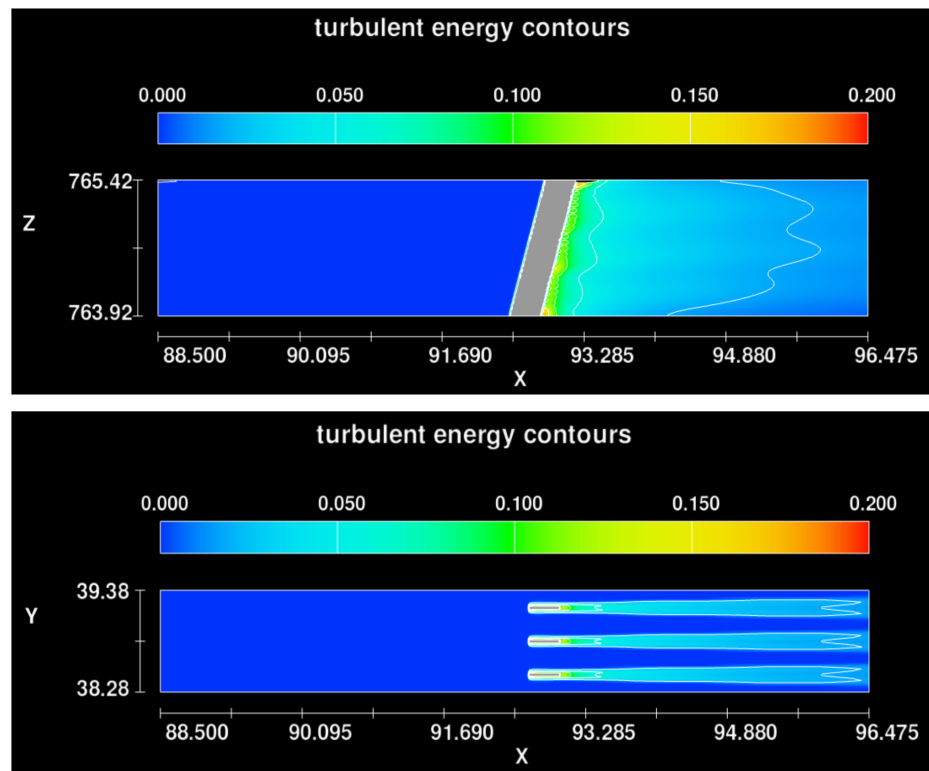 turbulent energy contours
0.000 0.050 0.100 0.150 0.200
765.42
Z
763.92
88.500 90.095 91.690 93.285 94.880 96.475
X
turbulent energy contours
0.000 0.050 0.100 0.150 0.200
39.38
Y
38.28
88.500 90.095 91.690 93.285 94.880 96.475
X